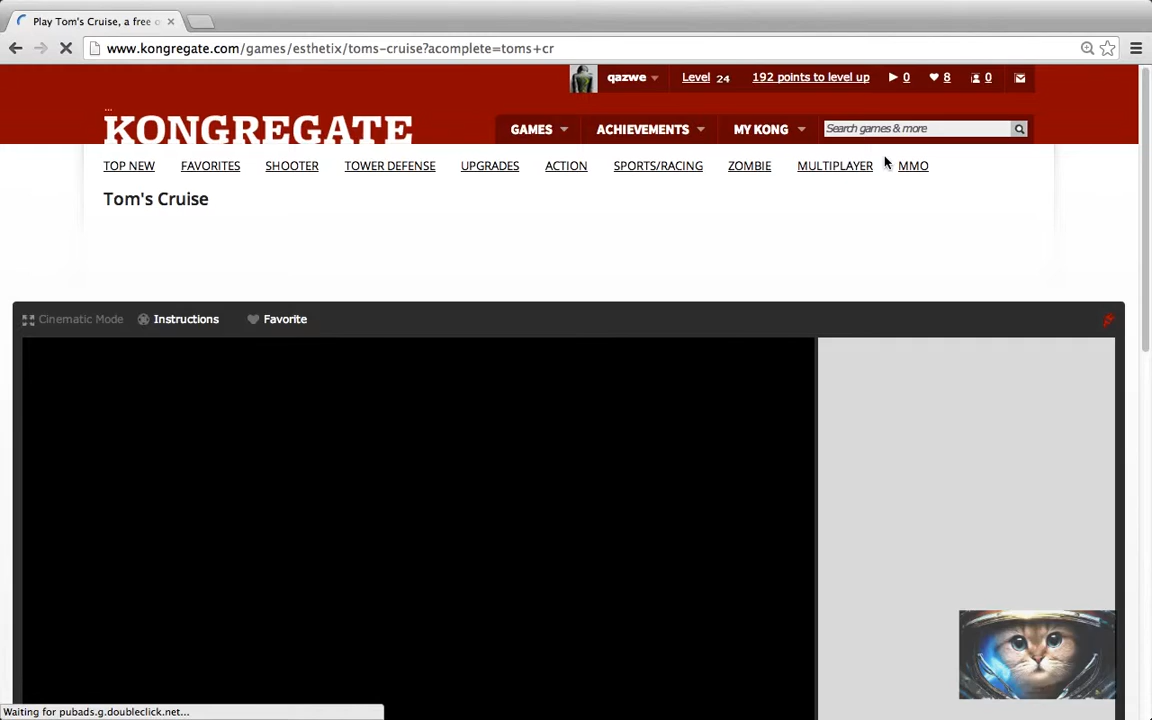 Play Tom's Cruise, a free o
www.kongregate.com/games/esthetix/toms-cruise?acomplete=toms+cr
qazwe Level 24 192 points to level up 0 8 0
KONGREGATE GAMES ACHIEVEMENTS MY KONG Search games & more
TOP NEW FAVORITES SHOOTER TOWER DEFENSE UPGRADES ACTION SPORTS/RACING ZOMBIE MULTIPLAYER MMO
Tom's Cruise
Cinematic Mode Instructions Favorite
Waiting for pubads.g.doubleclick.net...